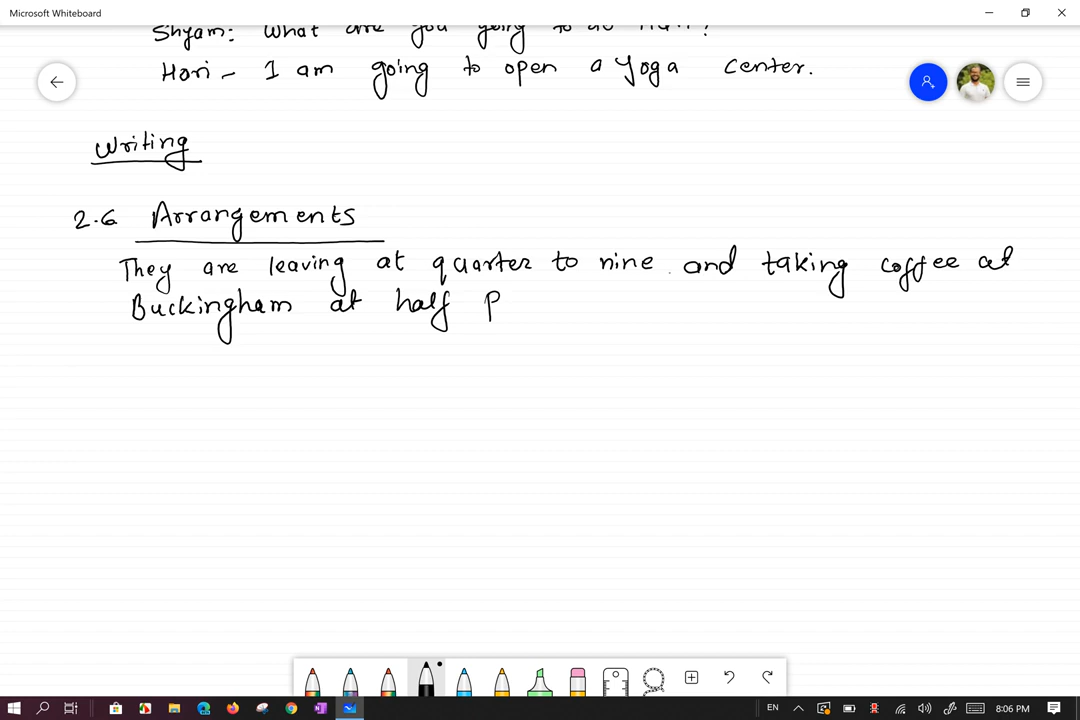 Microsoft Whiteboard
Shyam: What are you going to do
Hari - I am going to open a Yoga center.
Writing
2.6 Arrangements
They are leaving at quarter to nine and taking coffee at
Buckingham at half p
EN
8:06 PM